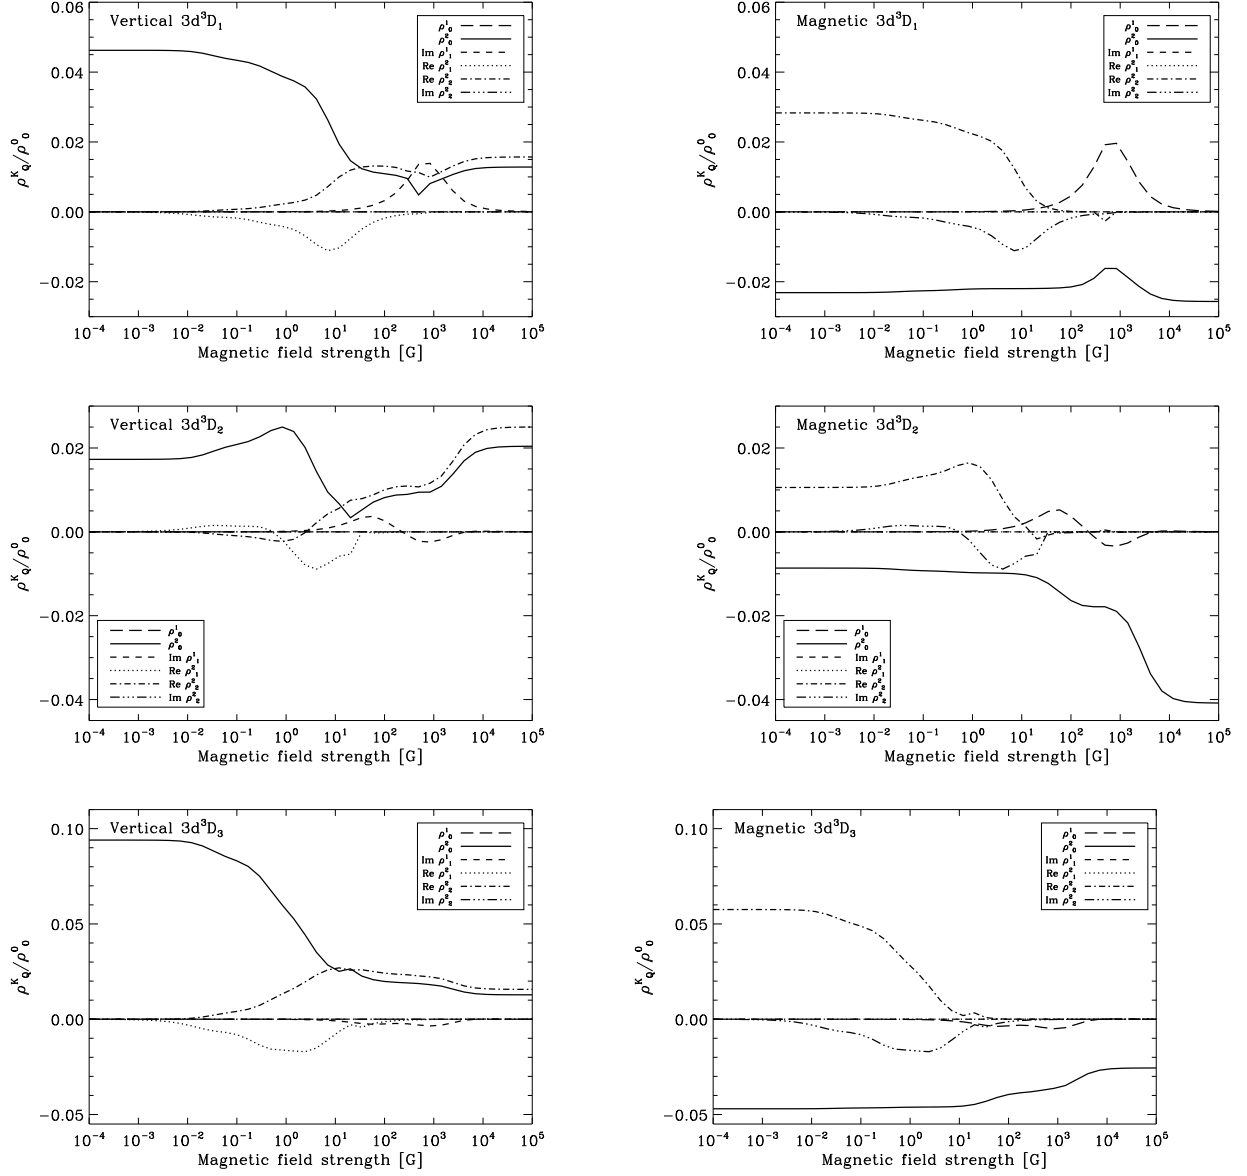 Vertical 3d³D₁
ρ¹₀
ρ²₀
Im ρ¹₁
Re ρ²₁
Re ρ²₂
Im ρ²₂
0.06
0.04
0.02
0.00
−0.02
ρᴷQ/ρ⁰₀
10⁻⁴ 10⁻³ 10⁻² 10⁻¹ 10⁰ 10¹ 10² 10³ 10⁴ 10⁵
Magnetic field strength [G]
Magnetic 3d³D₁
ρ¹₀
ρ²₀
Im ρ¹₁
Re ρ²₁
Re ρ²₂
Im ρ²₂
0.06
0.04
0.02
0.00
−0.02
ρᴷQ/ρ⁰₀
10⁻⁴ 10⁻³ 10⁻² 10⁻¹ 10⁰ 10¹ 10² 10³ 10⁴ 10⁵
Magnetic field strength [G]
Vertical 3d³D₂
0.02
0.00
−0.02
−0.04
ρᴷQ/ρ⁰₀
ρ¹₀
ρ²₀
Im ρ¹₁
Re ρ²₁
Re ρ²₂
Im ρ²₂
10⁻⁴ 10⁻³ 10⁻² 10⁻¹ 10⁰ 10¹ 10² 10³ 10⁴ 10⁵
Magnetic field strength [G]
Magnetic 3d³D₂
0.02
0.00
−0.02
−0.04
ρᴷQ/ρ⁰₀
ρ¹₀
ρ²₀
Im ρ¹₁
Re ρ²₁
Re ρ²₂
Im ρ²₂
10⁻⁴ 10⁻³ 10⁻² 10⁻¹ 10⁰ 10¹ 10² 10³ 10⁴ 10⁵
Magnetic field strength [G]
Vertical 3d³D₃
ρ¹₀
ρ²₀
Im ρ¹₁
Re ρ²₁
Re ρ²₂
Im ρ²₂
0.10
0.05
0.00
−0.05
ρᴷQ/ρ⁰₀
10⁻⁴ 10⁻³ 10⁻² 10⁻¹ 10⁰ 10¹ 10² 10³ 10⁴ 10⁵
Magnetic field strength [G]
Magnetic 3d³D₃
ρ¹₀
ρ²₀
Im ρ¹₁
Re ρ²₁
Re ρ²₂
Im ρ²₂
0.10
0.05
0.00
−0.05
ρᴷQ/ρ⁰₀
10⁻⁴ 10⁻³ 10⁻² 10⁻¹ 10⁰ 10¹ 10² 10³ 10⁴ 10⁵
Magnetic field strength [G]